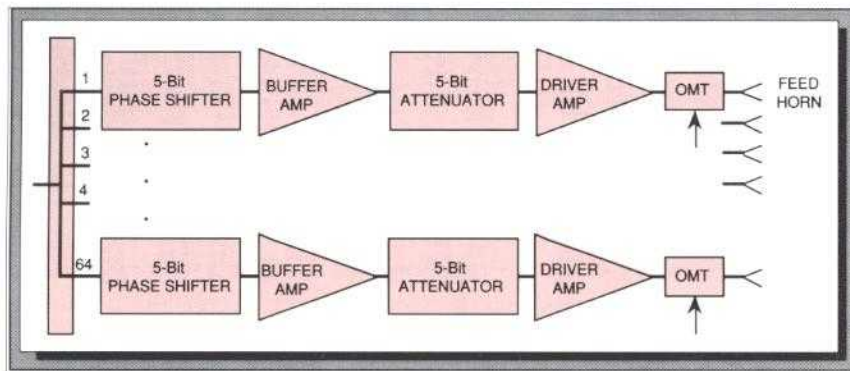 1
5-Bit
PHASE SHIFTER
BUFFER
AMP
5-Bit
ATTENUATOR
DRIVER
AMP
OMT
FEED
HORN
2
3
4
64
5-Bit
PHASE SHIFTER
BUFFER
AMP
5-Bit
ATTENUATOR
DRIVER
AMP
OMT